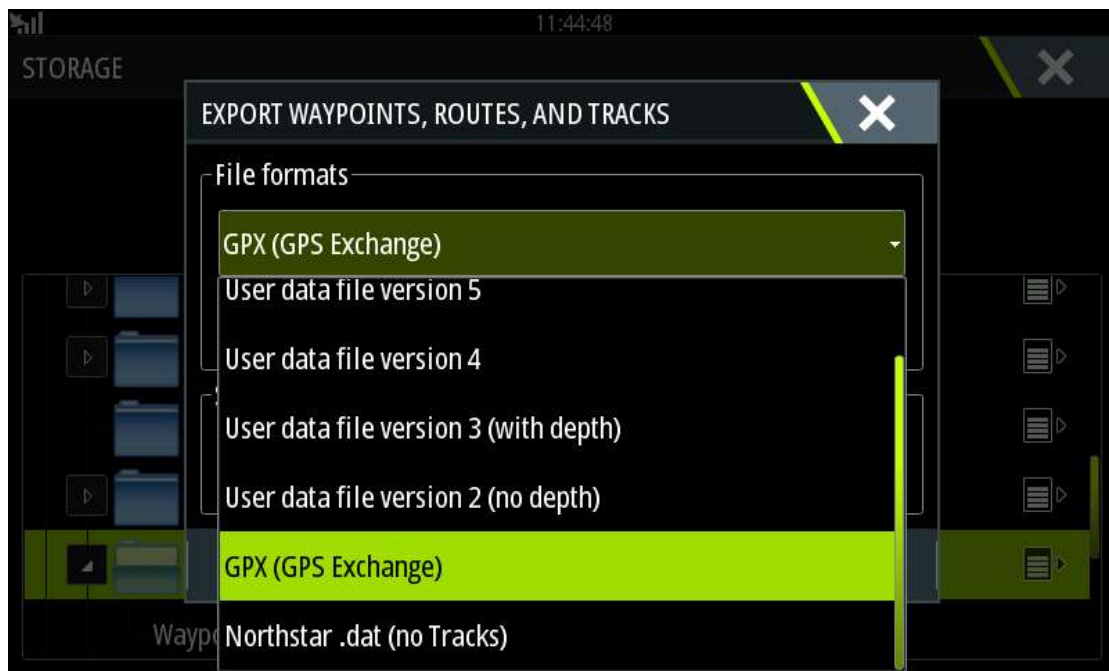 11:44:48
STORAGE
EXPORT WAYPOINTS, ROUTES, AND TRACKS
File formats
GPX (GPS Exchange)
User data file version 5
User data file version 4
User data file version 3 (with depth)
User data file version 2 (no depth)
GPX (GPS Exchange)
Northstar .dat (no Tracks)